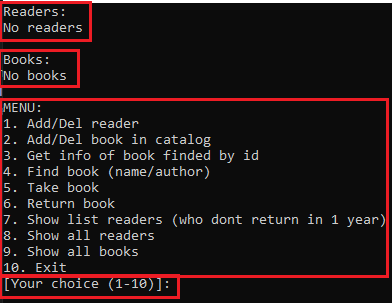 Readers:
No readers
Books:
No books
MENU:
1. Add/Del reader
2. Add/Del book in catalog
3. Get info of book finded by id
4. Find book (name/author)
5. Take book
6. Return book
7. Show list readers (who dont return in 1 year)
8. Show all readers
9. Show all books
10. Exit
[Your choice (1-10)]: